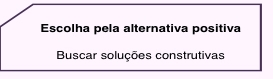 Escolha pela alternativa positiva
Buscar soluções construtivas